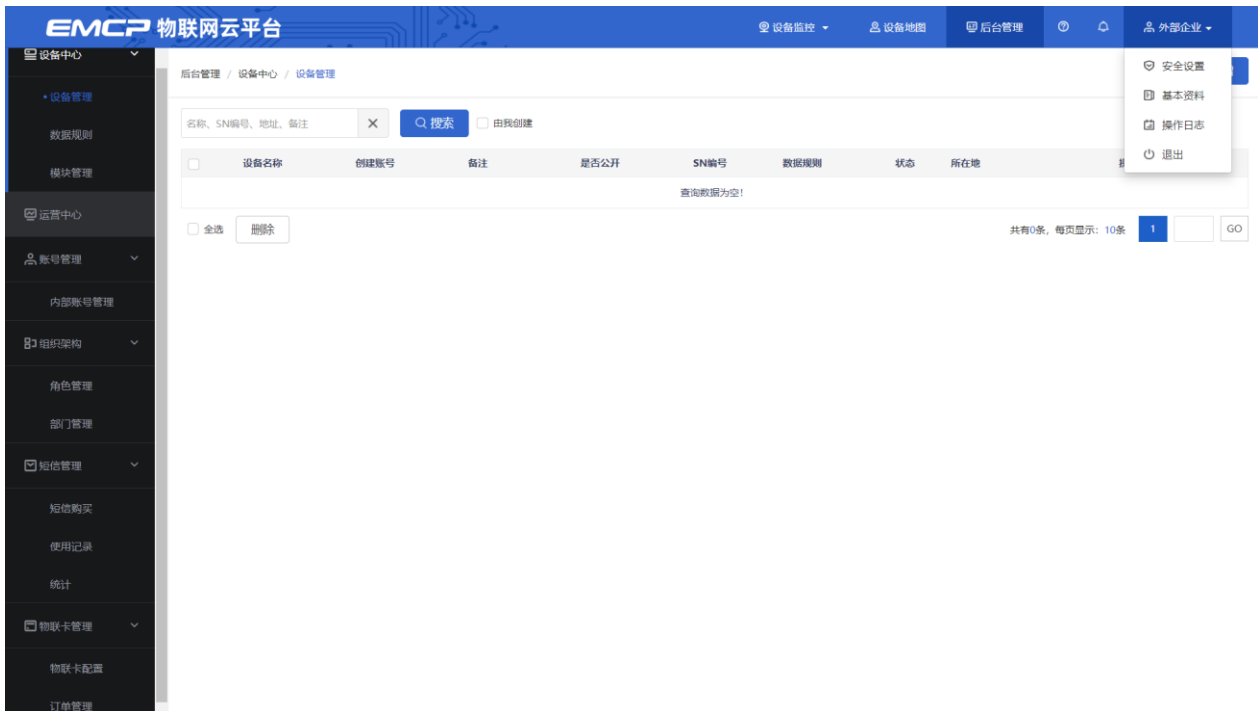 EMCP 物联网云平台
设备监控
设备地图
后台管理
外部企业
安全设置
基本资料
操作日志
退出
设备中心
• 设备管理
数据规则
模块管理
运营中心
账号管理
内部账号管理
组织架构
角色管理
部门管理
短信管理
短信购买
使用记录
统计
物联卡管理
物联卡配置
订单管理
后台管理 / 设备中心 / 设备管理
名称、SN编号、地址、备注
搜索
由我创建
设备名称 创建账号 备注 是否公开 SN编号 数据规则 状态 所在地
查询数据为空!
全选 删除
共有0条, 每页显示: 10条 1 GO